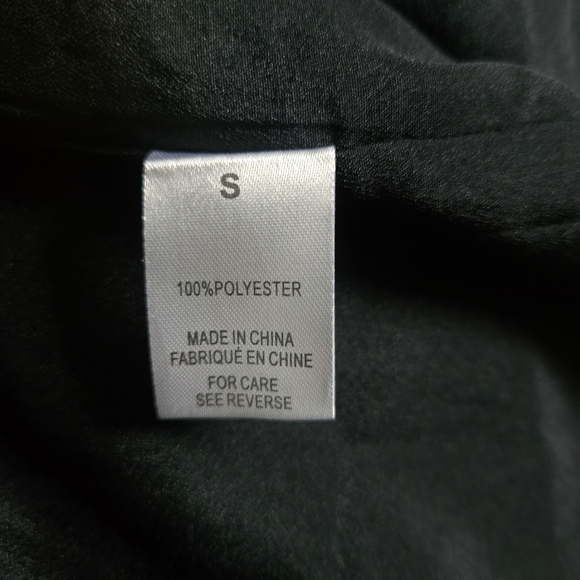 S
100%POLYESTER
MADE IN CHINA
FABRIQUÉ EN CHINE
FOR CARE
SEE REVERSE